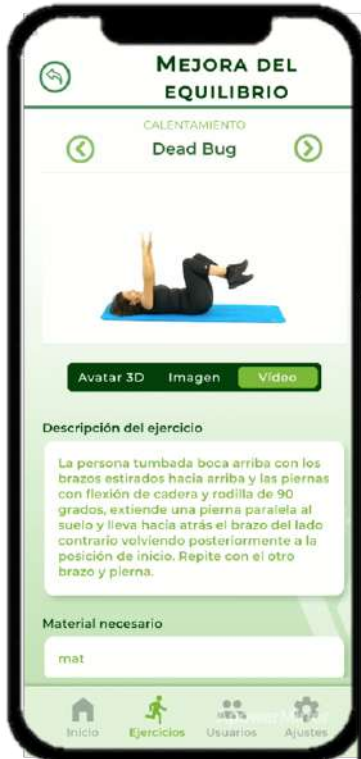 MEJORA DEL
EQUILIBRIO
CALENTAMIENTO
Dead Bug
Avatar 3D Imagen Vídeo
Descripción del ejercicio
La persona tumbada boca arriba con los
brazos estirados hacia arriba y las piernas
con flexión de cadera y rodilla de 90
grados, extiende una pierna paralela al
suelo y lleva hacia atrás el brazo del lado
contrario volviendo posteriormente a la
posición de inicio. Repite con el otro
brazo y pierna.
Material necesario
mat
Inicio Ejercicios Usuarios Ajustes